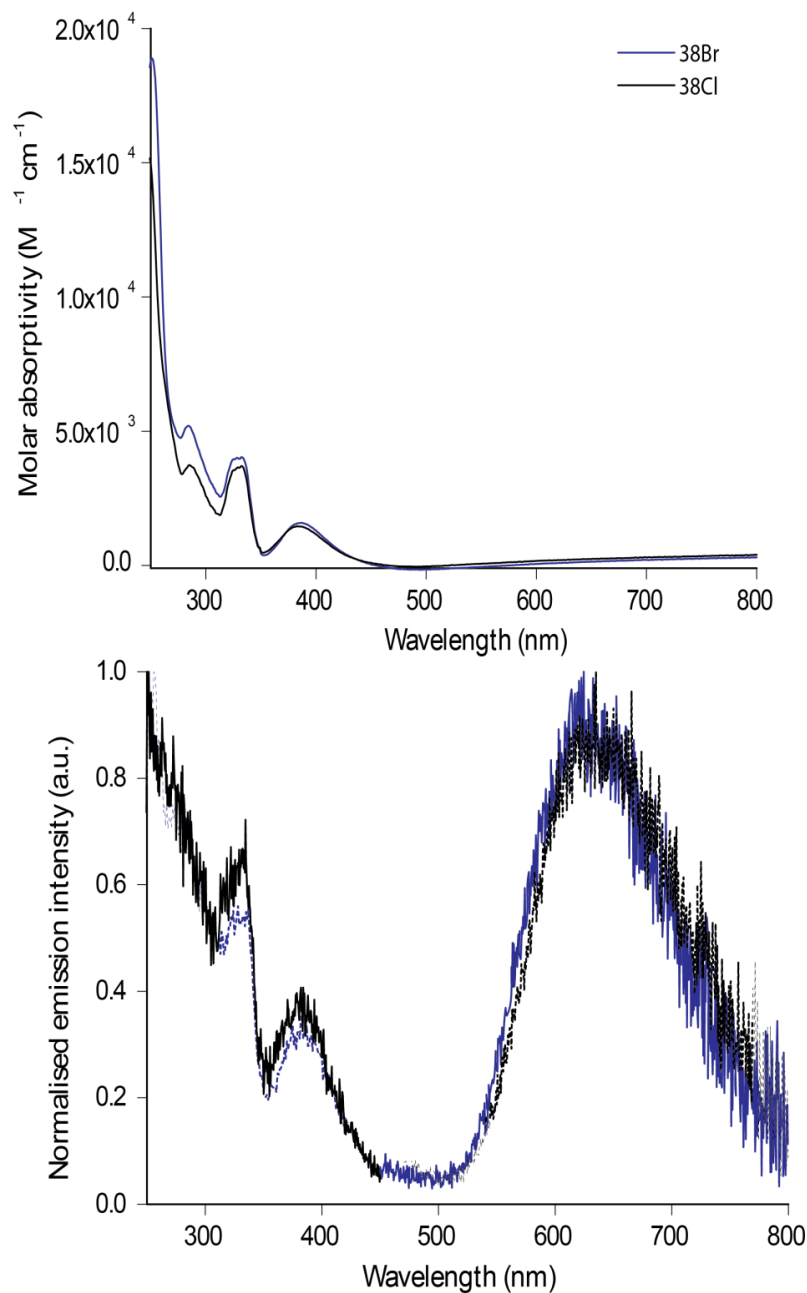 2.0x10 4
38Br
38Cl
1.5x10 4
1.0x10 4
5.0x10 3
0.0
Molar absorptivity (M -1 cm -1)
300 400 500 600 700 800
Wavelength (nm)
1.0
0.8
0.6
0.4
0.2
0.0
Normalised emission intensity (a.u.)
300 400 500 600 700 800
Wavelength (nm)